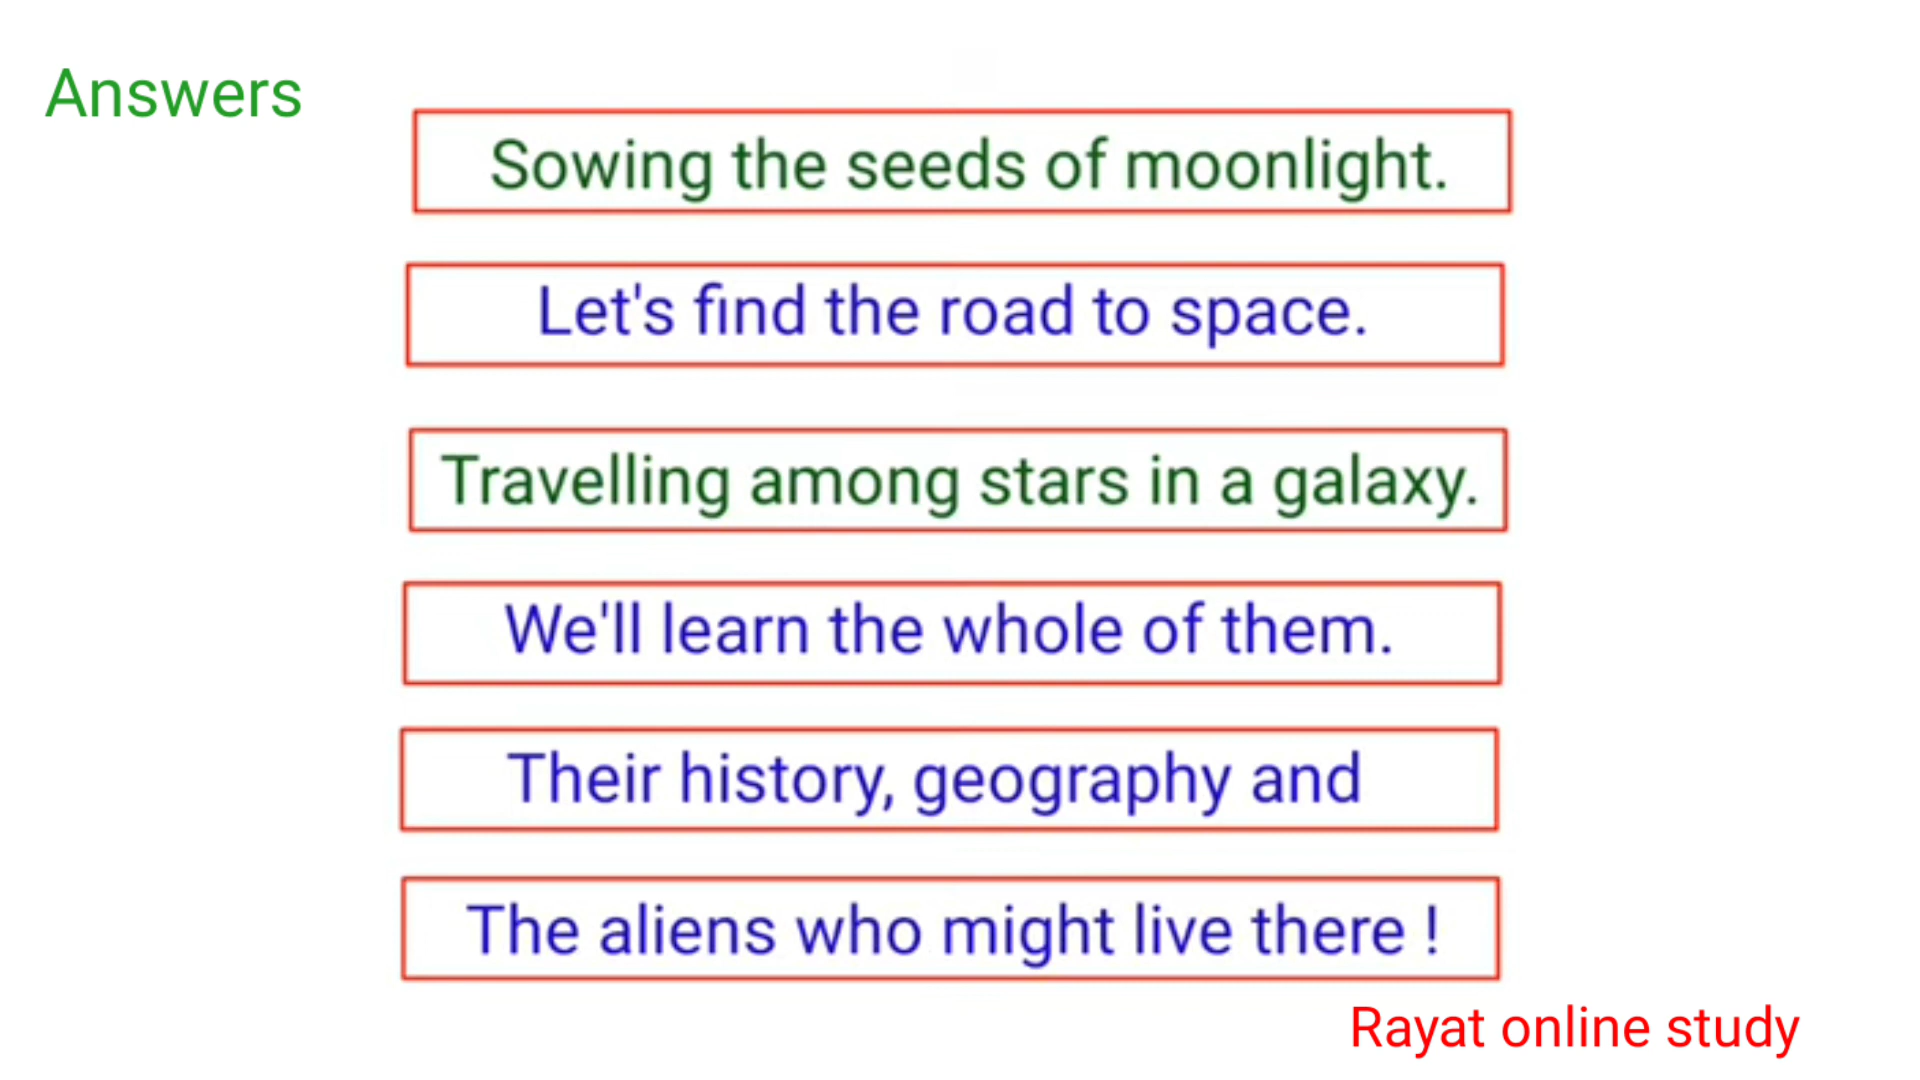 Answers
Sowing the seeds of moonlight.
Let's find the road to space.
Travelling among stars in a galaxy.
We'll learn the whole of them.
Their history, geography and
The aliens who might live there !
Rayat online study